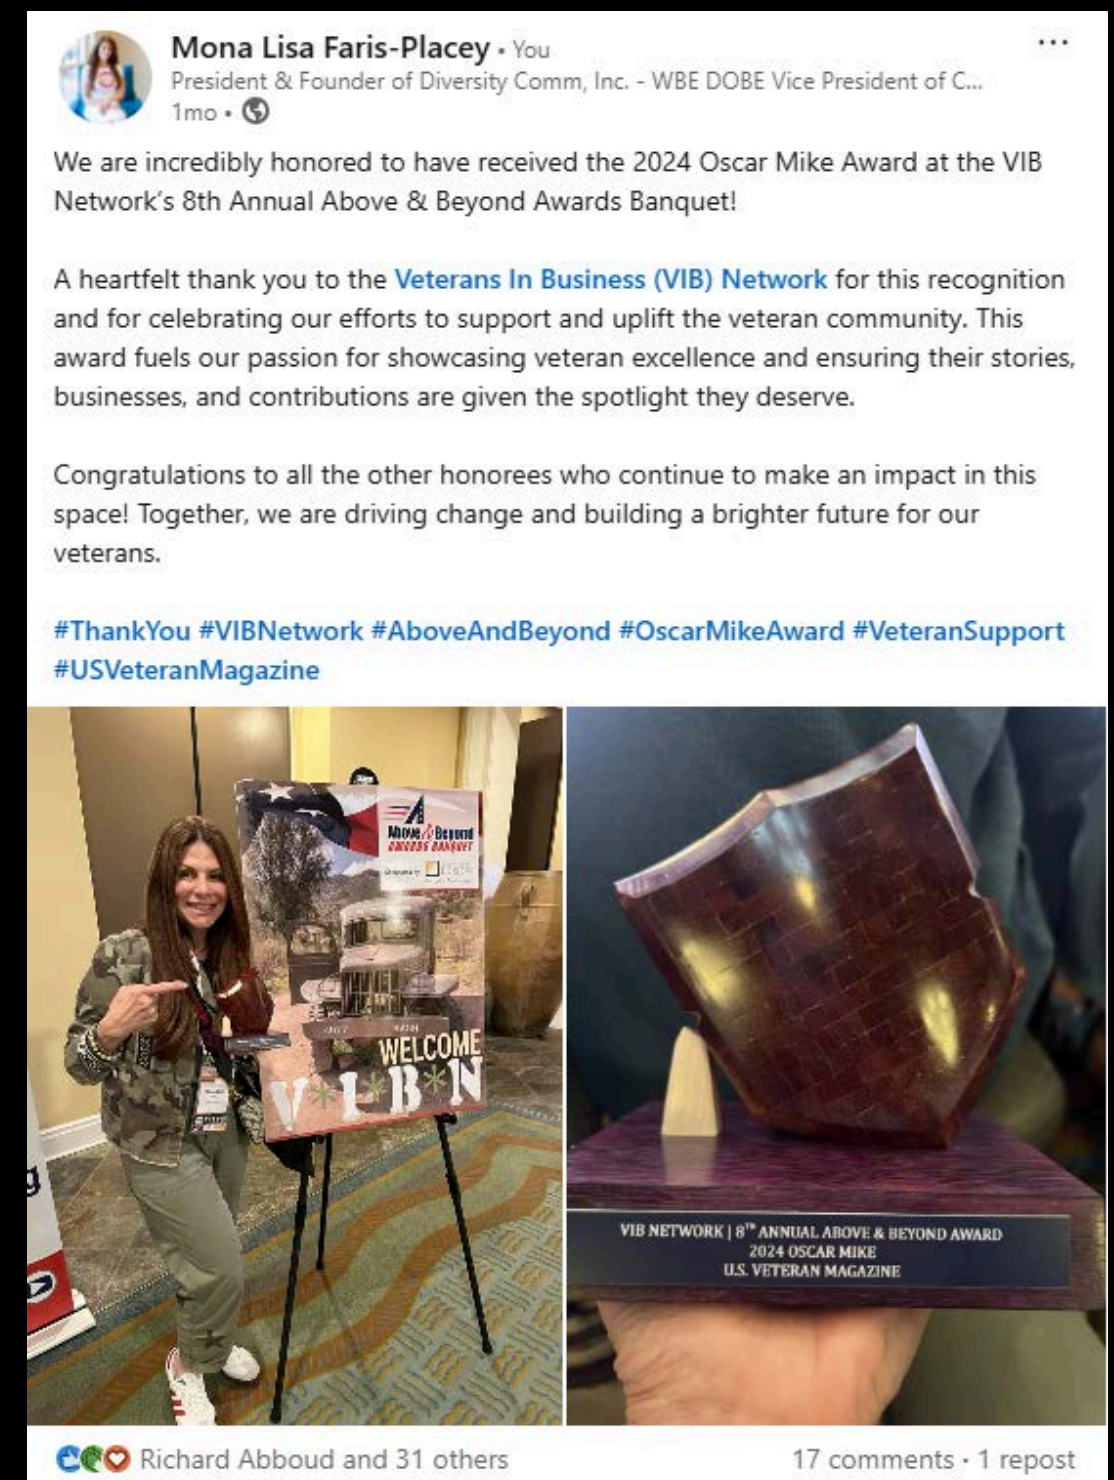 Mona Lisa Faris-Placey • You
President & Founder of Diversity Comm, Inc. - WBE DOBE Vice President of C...
1mo •
We are incredibly honored to have received the 2024 Oscar Mike Award at the VIB
Network's 8th Annual Above & Beyond Awards Banquet!
A heartfelt thank you to the Veterans In Business (VIB) Network for this recognition
and for celebrating our efforts to support and uplift the veteran community. This
award fuels our passion for showcasing veteran excellence and ensuring their stories,
businesses, and contributions are given the spotlight they deserve.
Congratulations to all the other honorees who continue to make an impact in this
space! Together, we are driving change and building a brighter future for our
veterans.
#ThankYou #VIBNetwork #AboveAndBeyond #OscarMikeAward #VeteranSupport
#USVeteranMagazine
Above & Beyond
AWARDS BANQUET
WELCOME
V*I*B*N
VIB NETWORK | 8TH ANNUAL ABOVE & BEYOND AWARD
2024 OSCAR MIKE
U.S. VETERAN MAGAZINE
Richard Abboud and 31 others
17 comments · 1 repost